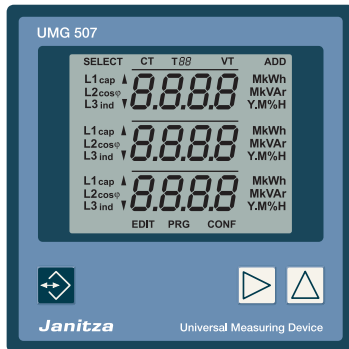 UMG 507
SELECT CT T88 VT ADD
L1 cap 8.8.8.8 MkWh
L2 cosφ MkVAr
L3 ind Y.M%H
L1 cap 8.8.8.8 MkWh
L2 cosφ MkVAr
L3 ind Y.M%H
L1 cap 8.8.8.8 MkWh
L2 cosφ MkVAr
L3 ind Y.M%H
EDIT PRG CONF
Janitza Universal Measuring Device